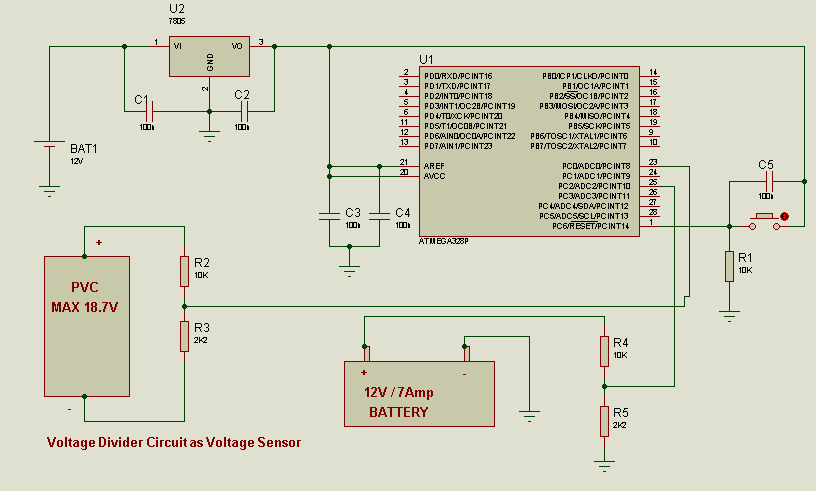 U2
7805
1 VI VO 3
GND
2
C1
100n
C2
100n
BAT1
12V
U1
2 PD0/RXD/PCINT16 PB0/ICP1/CLKO/PCINT0 14
3 PD1/TXD/PCINT17 PB1/OC1A/PCINT1 15
4 PD2/INT0/PCINT18 PB2/SS/OC1B/PCINT2 16
5 PD3/INT1/OC2B/PCINT19 PB3/MOSI/OC2A/PCINT3 17
6 PD4/T0/XCK/PCINT20 PB4/MISO/PCINT4 18
11 PD5/T1/OC0B/PCINT21 PB5/SCK/PCINT5 19
12 PD6/AIN0/OC0A/PCINT22 PB6/TOSC1/XTAL1/PCINT6 9
13 PD7/AIN1/PCINT23 PB7/TOSC2/XTAL2/PCINT7 10
21 AREF PC0/ADC0/PCINT8 23
20 AVCC PC1/ADC1/PCINT9 24
PC2/ADC2/PCINT10 25
PC3/ADC3/PCINT11 26
PC4/ADC4/SDA/PCINT12 27
PC5/ADC5/SCL/PCINT13 28
PC6/RESET/PCINT14 1
ATMEGA328P
C3
100n
C4
100n
C5
100n
R1
10K
+
PVC
MAX 18.7V
-
R2
10K
R3
2K2
+ -
12V / 7Amp
BATTERY
R4
10K
R5
2K2
Voltage Divider Circuit as Voltage Sensor